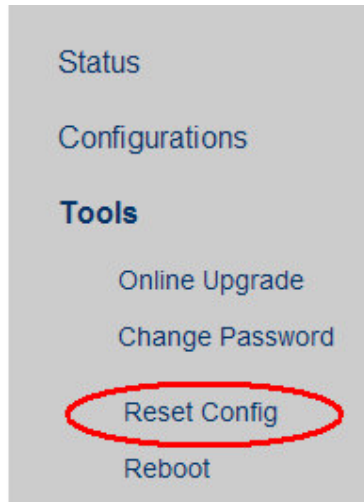 Status
Configurations
Tools
Online Upgrade
Change Password
Reset Config
Reboot